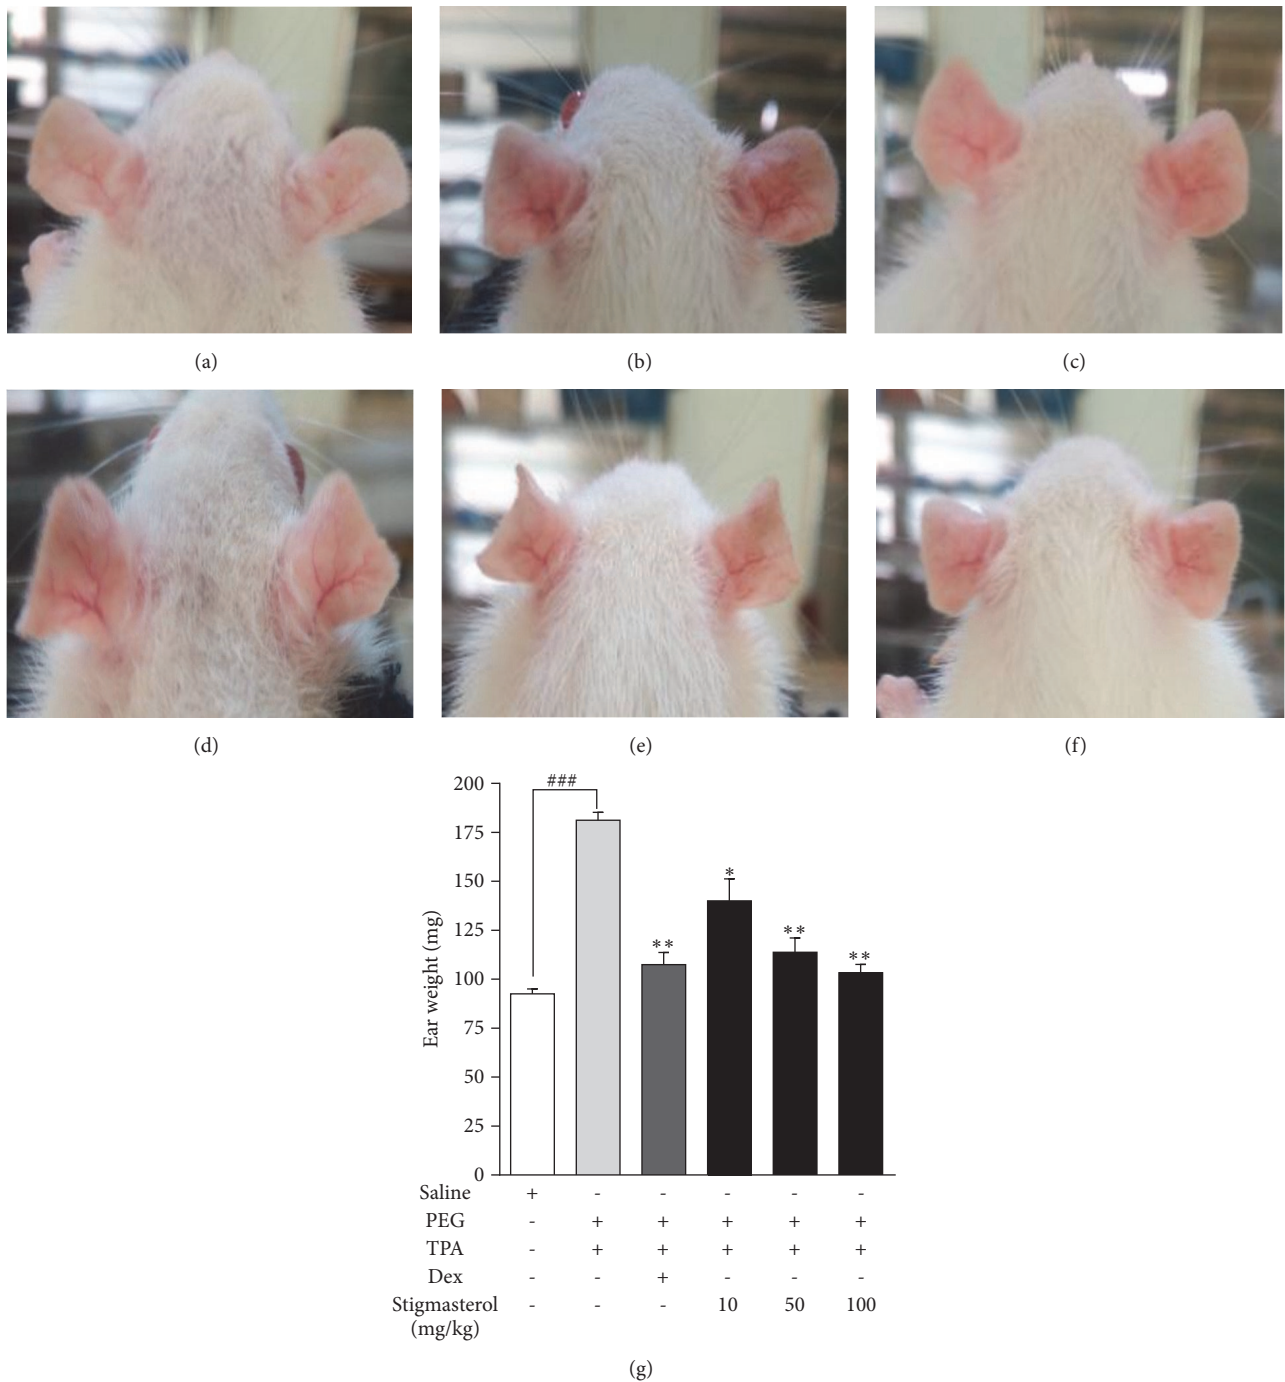 (a)
(b)
(c)
(d)
(e)
(f)
200
###
175
150
*
125
**
**
**
100
75
50
25
0
Ear weight (mg)
Saline + - - - - -
PEG - + + + + +
TPA - + + + + +
Dex - - + - - -
Stigmasterol - - - 10 50 100
(mg/kg)
(g)